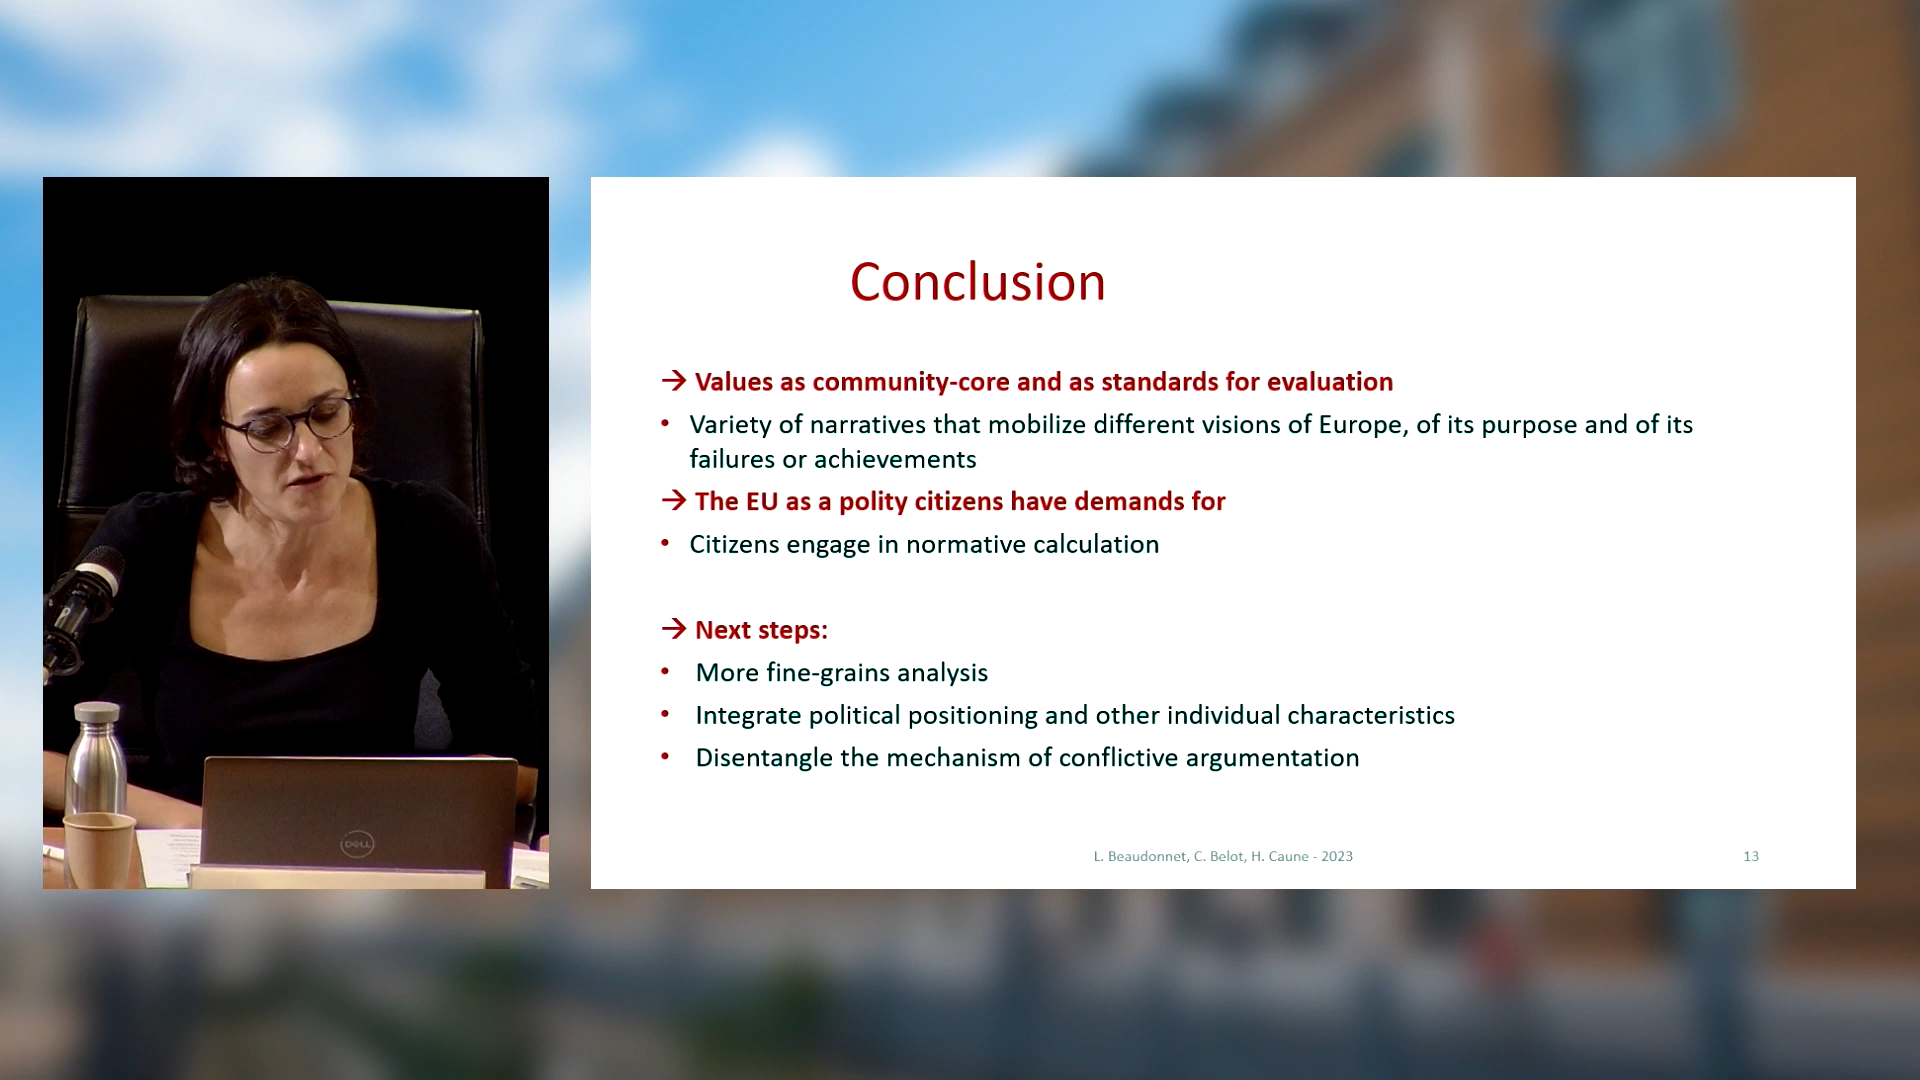 Conclusion
→ Values as community-core and as standards for evaluation
• Variety of narratives that mobilize different visions of Europe, of its purpose and of its
failures or achievements
→ The EU as a polity citizens have demands for
• Citizens engage in normative calculation
→ Next steps:
• More fine-grains analysis
• Integrate political positioning and other individual characteristics
• Disentangle the mechanism of conflictive argumentation
L. Beaudonnet, C. Belot, H. Caune - 2023
13
DELL